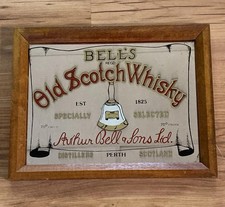 BELL'S
Old Scotch Whisky
EST 1825
SPECIALLY SELECTED
Arthur Bell & Sons Ltd.
DISTILLERS PERTH SCOTLAND